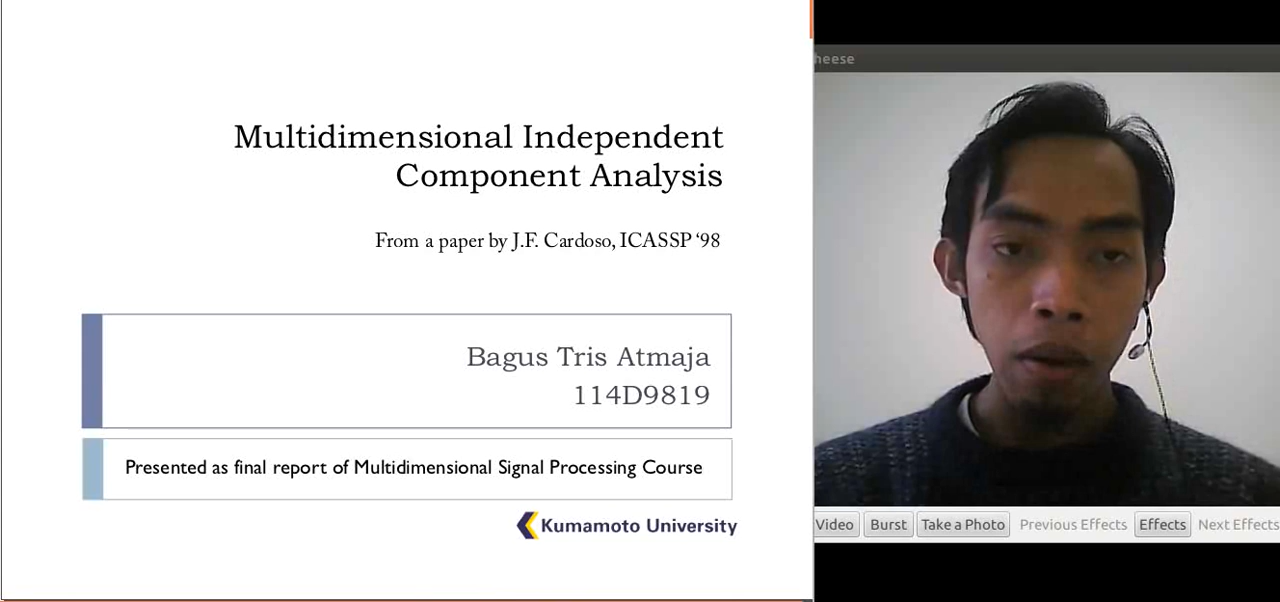 Multidimensional Independent
Component Analysis
From a paper by J.F. Cardoso, ICASSP ‘98
Bagus Tris Atmaja
114D9819
Presented as final report of Multidimensional Signal Processing Course
Kumamoto University
heese
Video Burst Take a Photo Previous Effects Effects Next Effects